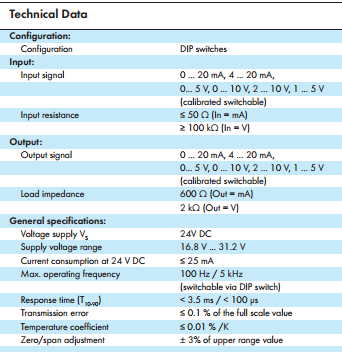 Technical Data
Configuration:
Configuration DIP switches
Input:
Input signal 0 ... 20 mA, 4 ... 20 mA,
0... 5 V, 0 ... 10 V, 2 ... 10 V, 1 ... 5 V
(calibrated switchable)
Input resistance ≤ 50 Ω (In = mA)
≥ 100 kΩ (In = V)
Output:
Output signal 0 ... 20 mA, 4 ... 20 mA,
0... 5 V, 0 ... 10 V, 2 ... 10 V, 1 ... 5 V
(calibrated switchable)
Load impedance 600 Ω (Out = mA)
2 kΩ (Out = V)
General specifications:
Voltage supply Vs 24V DC
Supply voltage range 16.8 V ... 31.2 V
Current consumption at 24 V DC ≤ 25 mA
Max. operating frequency 100 Hz / 5 kHz
(switchable via DIP switch)
Response time (T10-90) < 3.5 ms / < 100 µs
Transmission error ≤ 0.1 % of the full scale value
Temperature coefficient ≤ 0.01 % /K
Zero/span adjustment ± 3% of upper range value